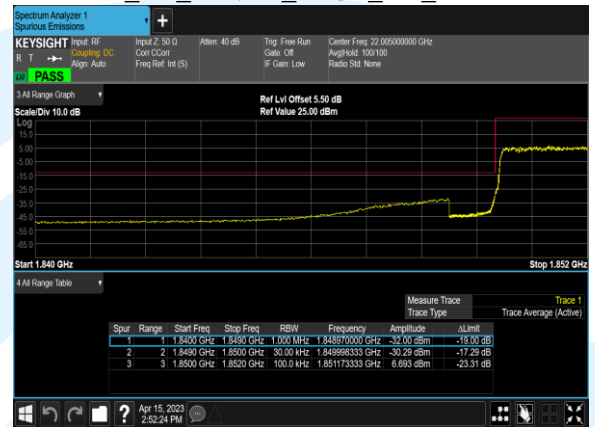 Spectrum Analyzer 1
Spurious Emissions
KEYSIGHT Input: RF Input Z: 50 Ω Atten: 40 dB Trig: Free Run Center Freq: 22.005000000 GHz
R T Coupling: DC Corr CCorr Gate: Off Avg|Hold: 100/100
Align: Auto Freq Ref: Int (S) IF Gain: Low Radio Std: None
LV PASS
3 All Range Graph
Scale/Div 10.0 dB Ref Lvl Offset 5.50 dB
Ref Value 25.00 dBm
Log
15.0
5.00
-5.00
-15.0
-25.0
-35.0
-45.0
-55.0
-65.0
Start 1.840 GHz Stop 1.852 GHz
4 All Range Table
Measure Trace Trace 1
Trace Type Trace Average (Active)
Spur Range Start Freq Stop Freq RBW Frequency Amplitude ΔLimit
1 1 1.8400 GHz 1.8490 GHz 1.000 MHz 1.848970000 GHz -32.00 dBm -19.00 dB
2 2 1.8490 GHz 1.8500 GHz 30.00 kHz 1.849998333 GHz -30.29 dBm -17.29 dB
3 3 1.8500 GHz 1.8520 GHz 100.0 kHz 1.851173333 GHz 6.693 dBm -23.31 dB
? Apr 15, 2023
2:52:24 PM